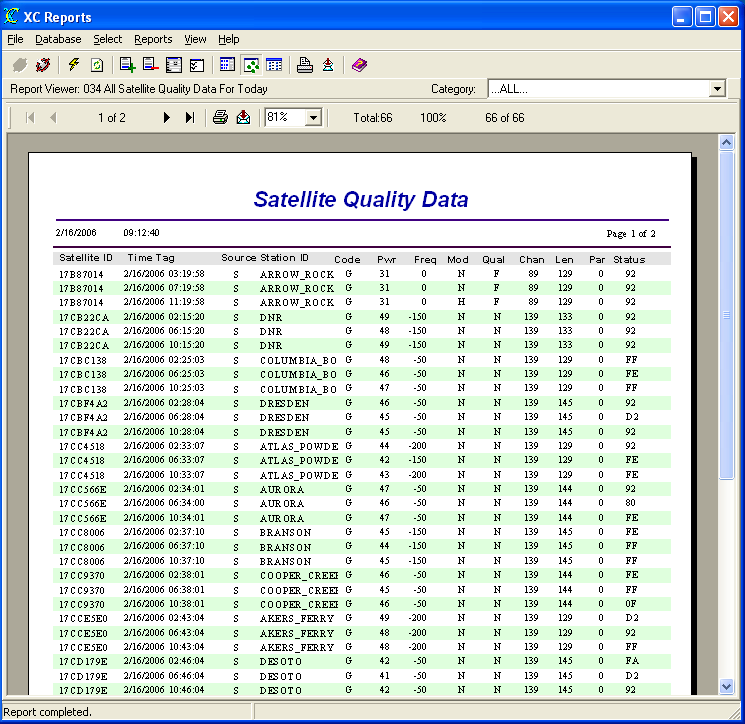 XC Reports
File Database Select Reports View Help
Report Viewer: 034 All Satellite Quality Data For Today Category: ...ALL...
1 of 2 81% Total:66 100% 66 of 66
Satellite Quality Data
2/16/2006 09:12:40 Page 1 of 2
Satellite ID Time Tag Source Station ID Code Pwr Freq Mod Qual Chan Len Par Status
17B87014 2/16/2006 03:19:58 S ARROW_ROCK G 31 0 N F 89 129 0 92
17B87014 2/16/2006 07:19:58 S ARROW_ROCK G 31 0 N F 89 129 0 92
17B87014 2/16/2006 11:19:58 S ARROW_ROCK G 31 0 H F 89 129 0 92
17CB22CA 2/16/2006 02:15:20 S DNR G 49 -150 N N 139 133 0 92
17CB22CA 2/16/2006 06:15:20 S DNR G 48 -150 N N 139 133 0 92
17CB22CA 2/16/2006 10:15:20 S DNR G 49 -150 N N 139 133 0 92
17CBC138 2/16/2006 02:25:03 S COLUMBIA_BO G 48 -50 N N 139 129 0 FF
17CBC138 2/16/2006 06:25:03 S COLUMBIA_BO G 46 -50 N N 139 129 0 FE
17CBC138 2/16/2006 10:25:03 S COLUMBIA_BO G 47 -50 N N 139 129 0 FF
17CBF4A2 2/16/2006 02:28:04 S DRESDEN G 46 -50 N N 139 145 0 92
17CBF4A2 2/16/2006 06:28:04 S DRESDEN G 45 -50 N N 139 145 0 D2
17CBF4A2 2/16/2006 10:28:04 S DRESDEN G 45 -50 N N 139 145 0 92
17CC4518 2/16/2006 02:33:07 S ATLAS_POWDE G 44 -200 N N 139 129 0 92
17CC4518 2/16/2006 06:33:07 S ATLAS_POWDE G 42 -150 N N 139 129 0 FE
17CC4518 2/16/2006 10:33:07 S ATLAS_POWDE G 43 -200 N N 139 129 0 FE
17CC566E 2/16/2006 02:34:01 S AURORA G 47 -50 N N 139 144 0 92
17CC566E 2/16/2006 06:34:00 S AURORA G 46 -50 N N 139 144 0 80
17CC566E 2/16/2006 10:34:01 S AURORA G 47 -50 N N 139 144 0 FE
17CC8006 2/16/2006 02:37:10 S BRANSON G 45 -150 N N 139 145 0 FE
17CC8006 2/16/2006 06:37:10 S BRANSON G 44 -150 N N 139 145 0 FF
17CC8006 2/16/2006 10:37:10 S BRANSON G 45 -150 N N 139 145 0 FF
17CC9370 2/16/2006 02:38:01 S COOPER_CREEK G 46 -50 N N 139 144 0 FE
17CC9370 2/16/2006 06:38:01 S COOPER_CREEK G 45 -50 N N 139 144 0 FF
17CC9370 2/16/2006 10:38:01 S COOPER_CREEK G 46 -50 N N 139 144 0 0F
17CCE5E0 2/16/2006 02:43:04 S AKERS_FERRY G 49 -200 N N 139 129 0 D2
17CCE5E0 2/16/2006 06:43:04 S AKERS_FERRY G 48 -200 N N 139 129 0 92
17CCE5E0 2/16/2006 10:43:04 S AKERS_FERRY G 48 -200 N N 139 129 0 FF
17CD179E 2/16/2006 02:46:04 S DESOTO G 42 -50 N N 139 145 0 FA
17CD179E 2/16/2006 06:46:04 S DESOTO G 41 -50 N N 139 145 0 D2
17CD179E 2/16/2006 10:46:04 S DESOTO G 42 -50 N N 139 145 0 92
Report completed.